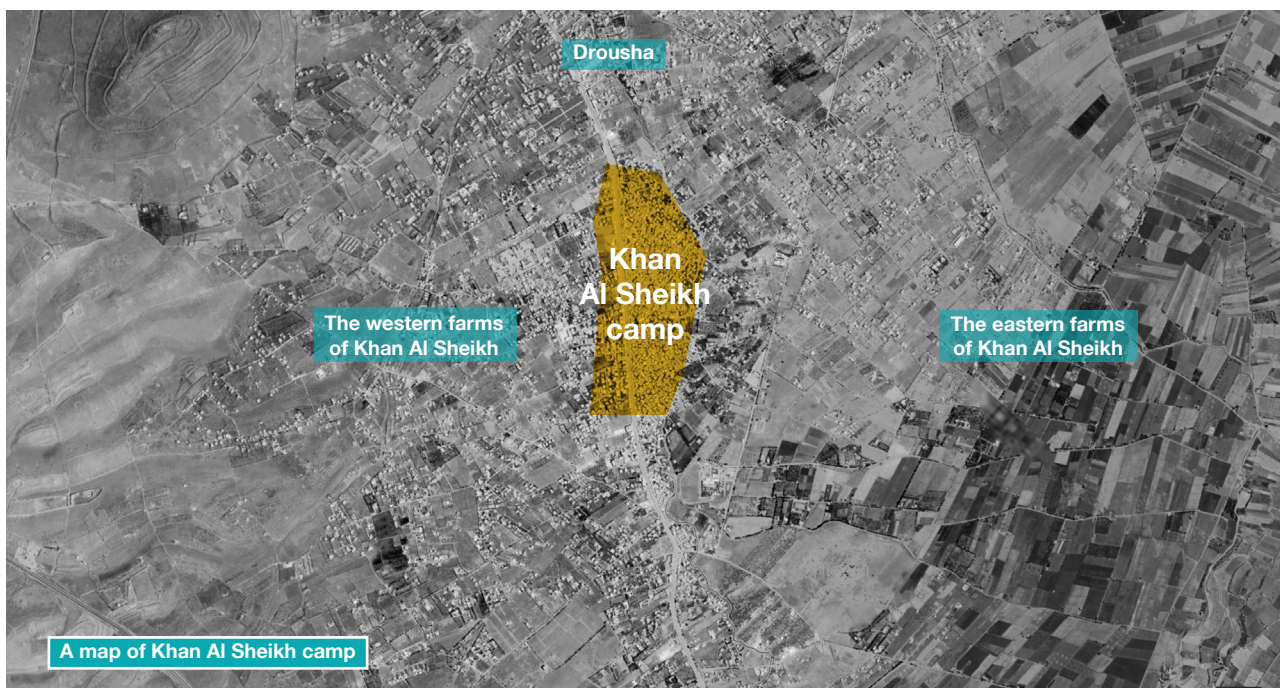 Drousha
Khan
Al Sheikh
camp
The western farms
of Khan Al Sheikh
The eastern farms
of Khan Al Sheikh
A map of Khan Al Sheikh camp